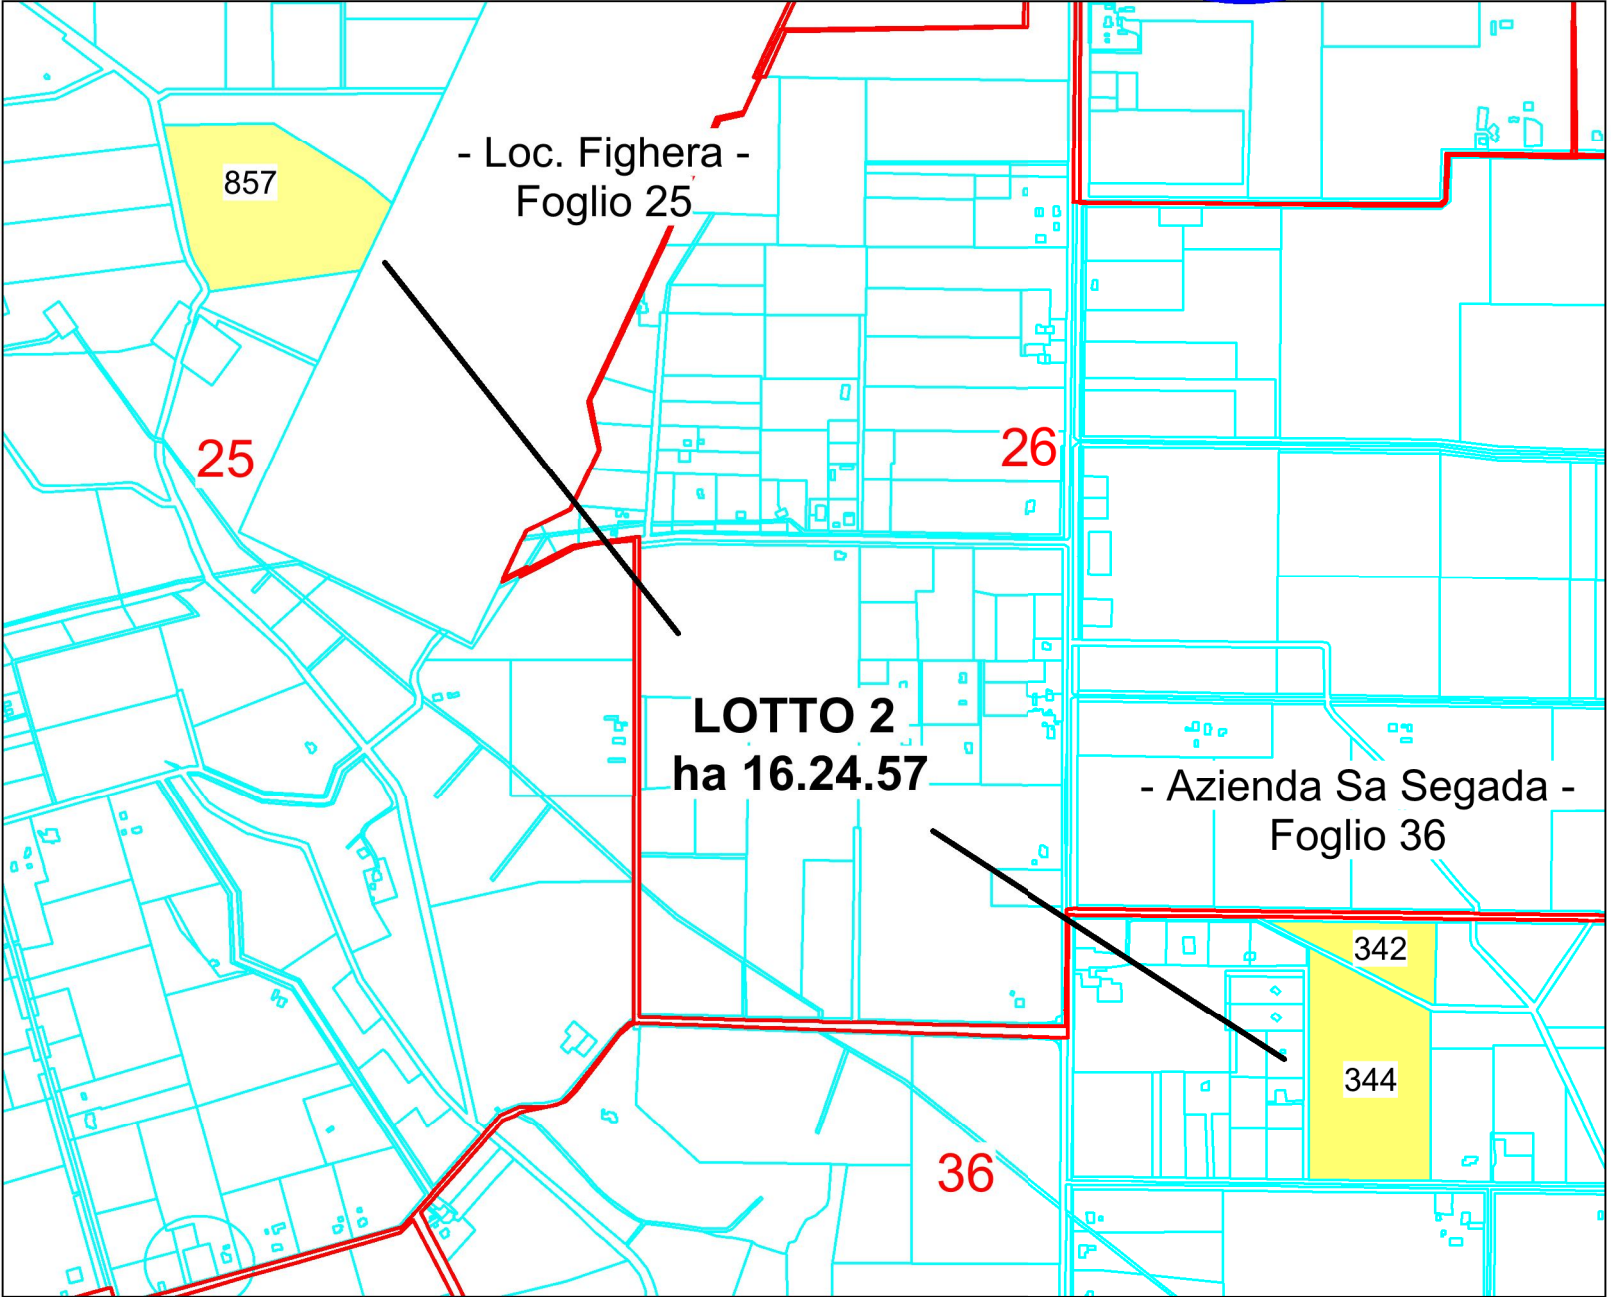 - Loc. Fighera -
Foglio 25
857
25
26
LOTTO 2
ha 16.24.57
- Azienda Sa Segada -
Foglio 36
342
344
36